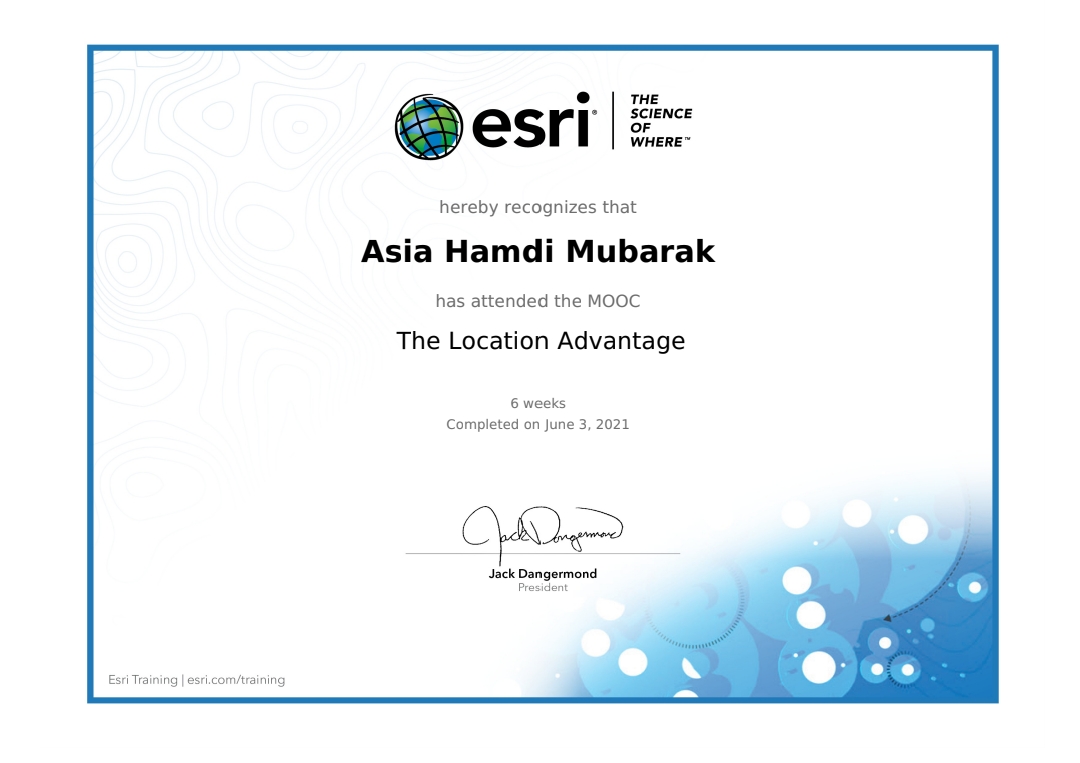 esri®
THE
SCIENCE
OF
WHERE™
hereby recognizes that
Asia Hamdi Mubarak
has attended the MOOC
The Location Advantage
6 weeks
Completed on June 3, 2021
Jack Dangermond
Jack Dangermond
President
Esri Training | esri.com/training